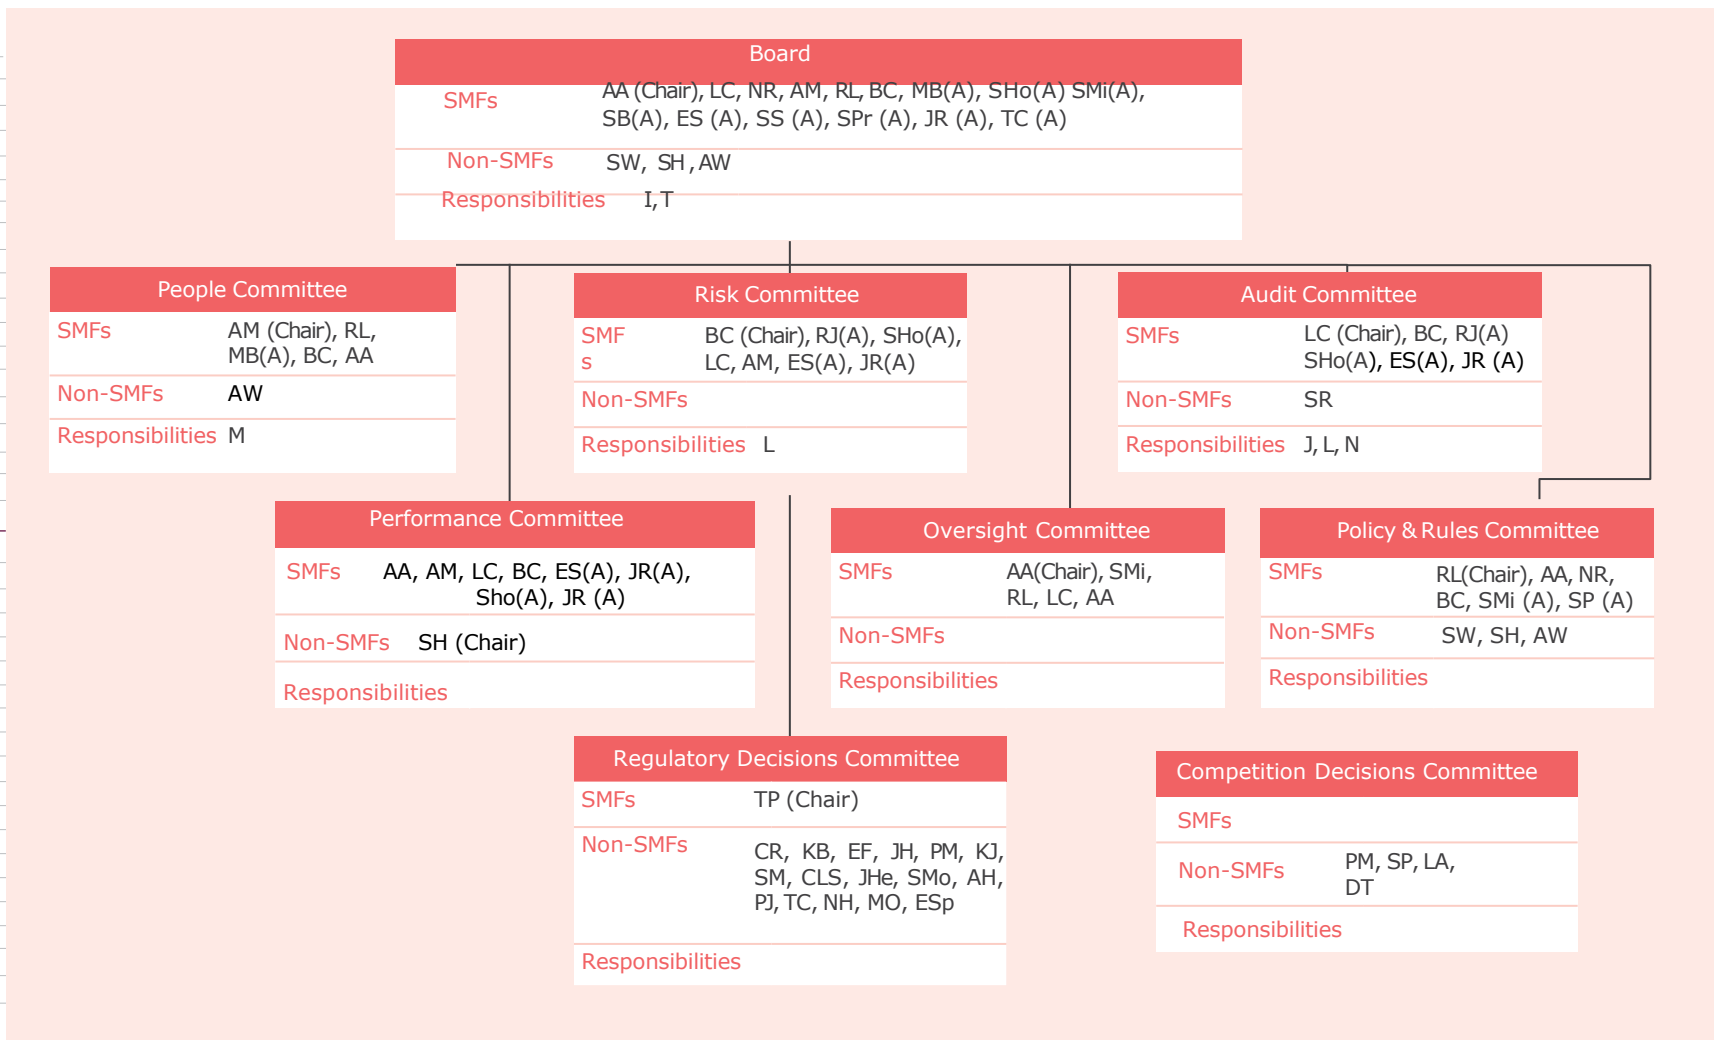 Board
SMFs AA (Chair), LC, NR, AM, RL, BC, MB(A), SHo(A) SMi(A),
SB(A), ES (A), SS (A), SPr (A), JR (A), TC (A)
Non-SMFs SW, SH, AW
Responsibilities I, T
People Committee
SMFs AM (Chair), RL,
MB(A), BC, AA
Non-SMFs AW
Responsibilities M
Risk Committee
SMF BC (Chair), RJ(A), SHo(A),
s LC, AM, ES(A), JR(A)
Non-SMFs
Responsibilities L
Audit Committee
SMFs LC (Chair), BC, RJ(A)
SHo(A), ES(A), JR (A)
Non-SMFs SR
Responsibilities J, L, N
Performance Committee
SMFs AA, AM, LC, BC, ES(A), JR(A),
Sho(A), JR (A)
Non-SMFs SH (Chair)
Responsibilities
Oversight Committee
SMFs AA(Chair), SMi,
RL, LC, AA
Non-SMFs
Responsibilities
Policy & Rules Committee
SMFs RL(Chair), AA, NR,
BC, SMi (A), SP (A)
Non-SMFs SW, SH, AW
Responsibilities
Regulatory Decisions Committee
SMFs TP (Chair)
Non-SMFs CR, KB, EF, JH, PM, KJ,
SM, CLS, JHe, SMo, AH,
PJ, TC, NH, MO, ESp
Responsibilities
Competition Decisions Committee
SMFs
Non-SMFs PM, SP, LA,
DT
Responsibilities